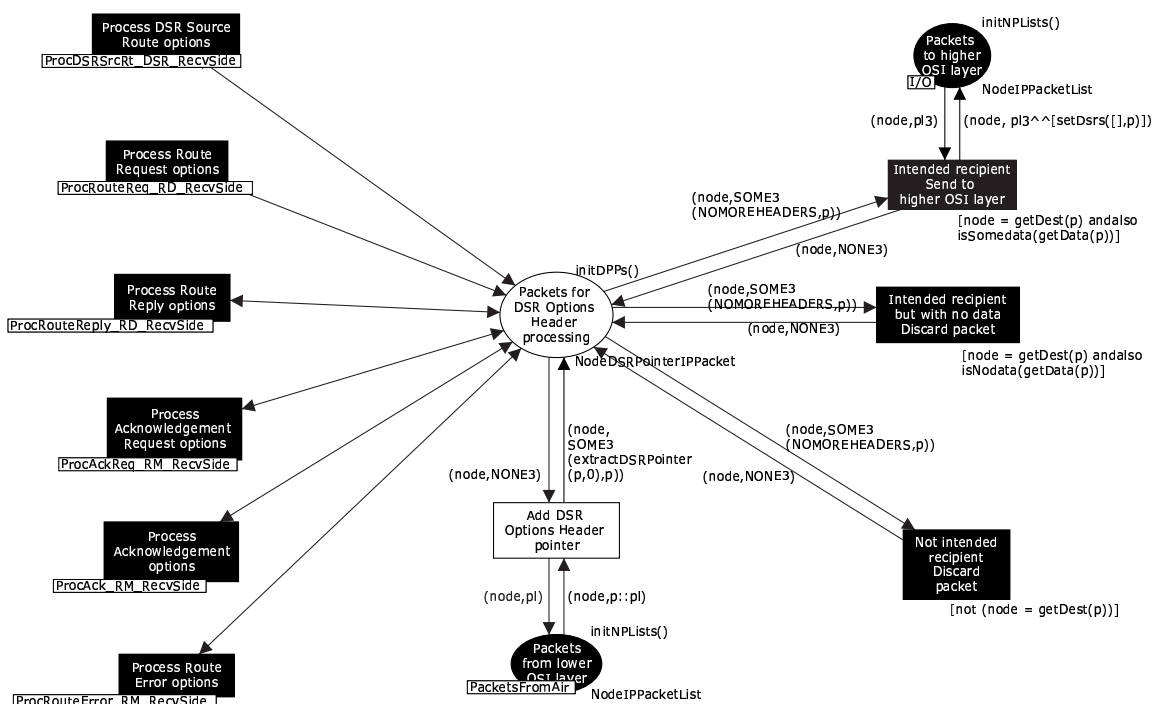 Process DSR Source
Route options
ProcDSRSrcRt_DSR_RecvSide
Process Route
Request options
ProcRouteReq_RD_RecvSide
Process Route
Reply options
ProcRouteReply_RD_RecvSide
Process
Acknowledgement
Request options
ProcAckReq_RM_RecvSide
Process
Acknowledgement
options
ProcAck_RM_RecvSide
Process Route
Error options
ProcRouteError_RM_RecvSide
initDPPs()
Packets for
DSR Options
Header
processing
NodeDSRPointerIPPacket
(node,NONE3)
(node,
SOME3
(extractDSRPointer
(p,0),p))
Add DSR
Options Header
pointer
(node,pl)
(node,p::pl)
initNPLists()
Packets
from lower
OSI layer
PacketsFromAir
NodeIPPacketList
initNPLists()
Packets
to higher
OSI layer
I/O
NodeIPPacketList
(node,pl3)
(node, pl3^^[setDsrs([],p)])
Intended recipient
Send to
higher OSI layer
[node = getDest(p) andalso
isSomedata(getData(p))]
(node,SOME3
(NOMOREHEADERS,p))
(node,NONE3)
(node,SOME3
(NOMOREHEADERS,p))
(node,NONE3)
Intended recipient
but with no data
Discard packet
[node = getDest(p) andalso
isNodata(getData(p))]
(node,SOME3
(NOMOREHEADERS,p))
(node,NONE3)
Not intended
recipient
Discard
packet
[not (node = getDest(p))]